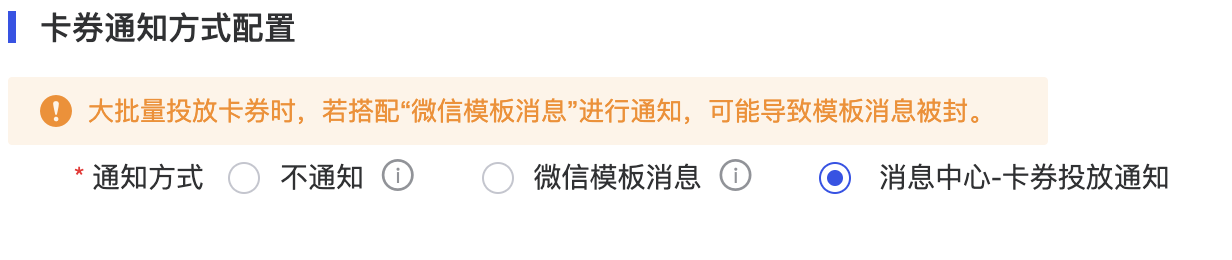 卡券通知方式配置
大批量投放卡券时，若搭配“微信模板消息”进行通知，可能导致模板消息被封。
* 通知方式 不通知 微信模板消息 消息中心-卡券投放通知